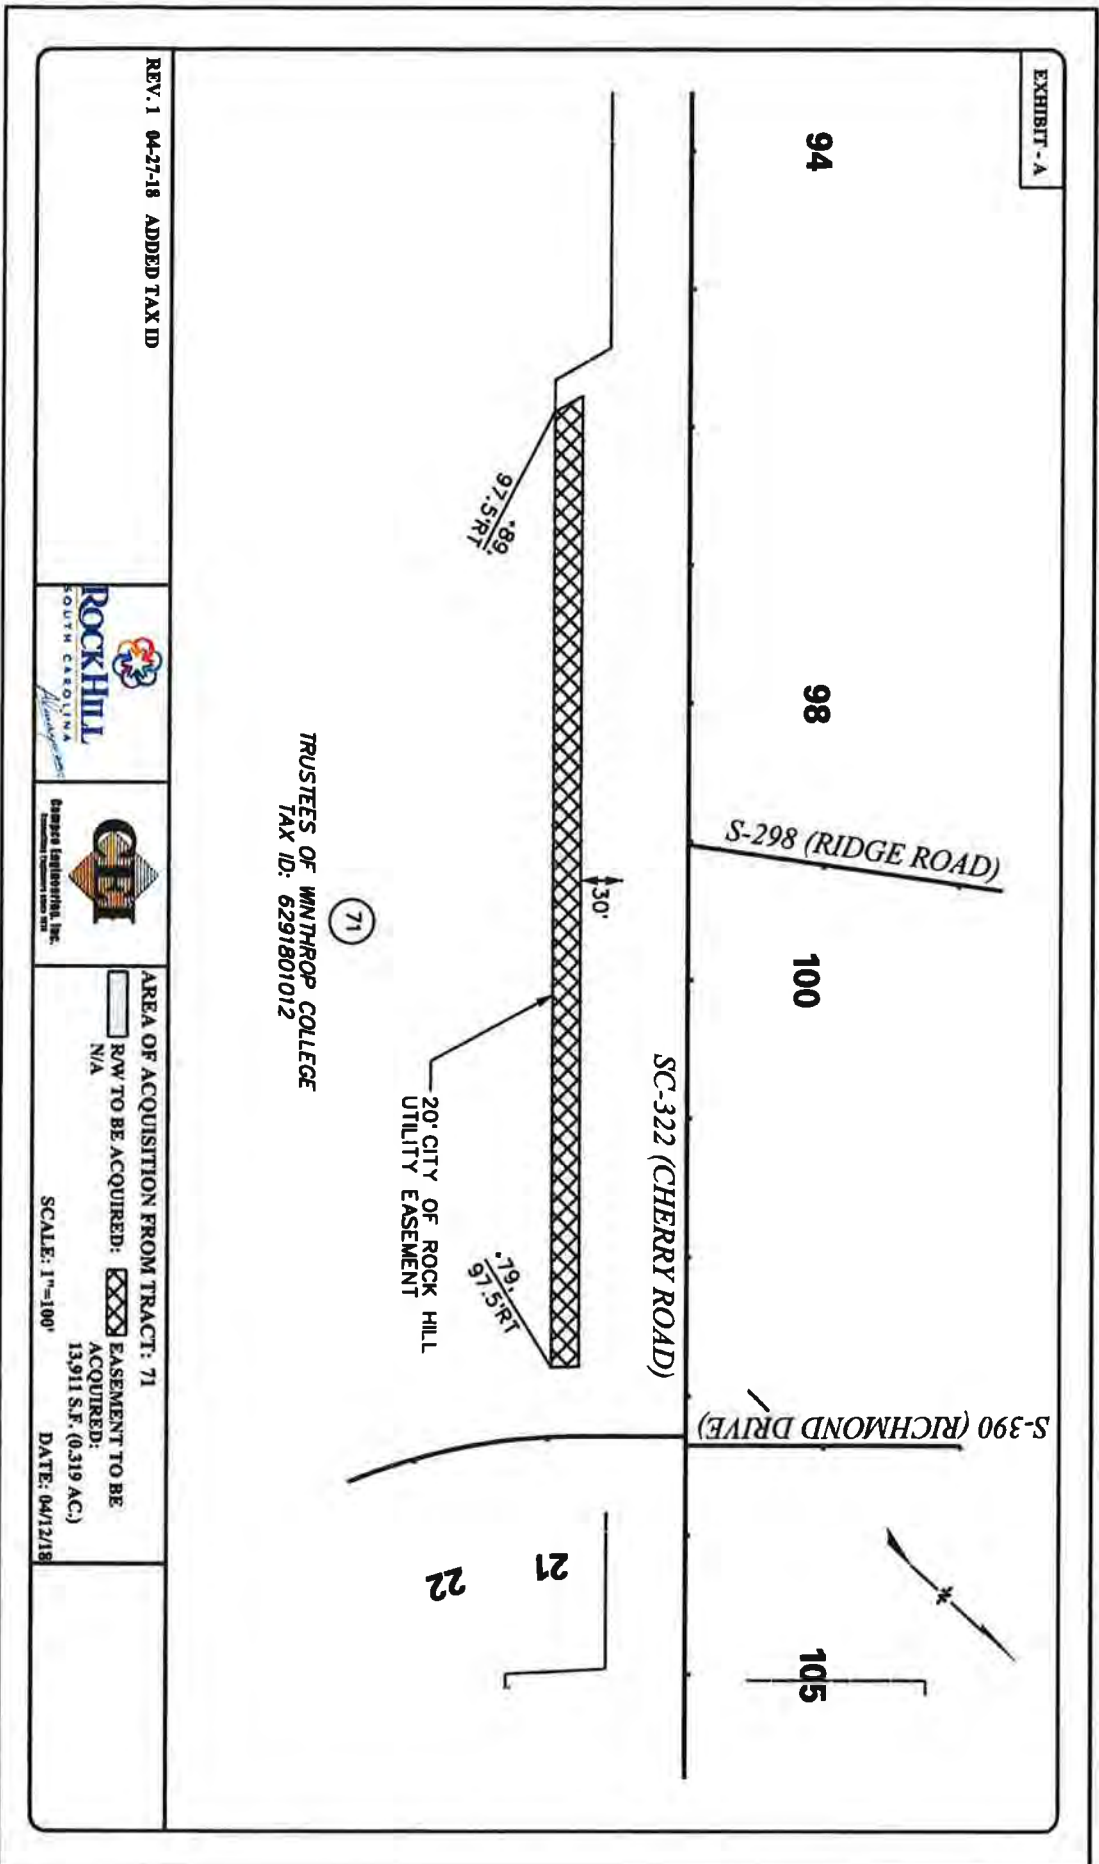 EXHIBIT - A
94
98
100
105
S-298 (RIDGE ROAD)
S-390 (RICHMOND DRIVE)
SC-322 (CHERRY ROAD)
N
30'
21
22
.89,
97.5'RT
.79,
97.5'RT
20' CITY OF ROCK HILL
UTILITY EASEMENT
71
TRUSTEES OF WINTHROP COLLEGE
TAX ID: 6291801012
REV. 1 04-27-18 ADDED TAX ID
ROCK HILL
SOUTH CAROLINA
CEI
Campco Engineering, Inc.
AREA OF ACQUISITION FROM TRACT: 71
R/W TO BE ACQUIRED:
N/A
EASEMENT TO BE
ACQUIRED:
13,911 S.F. (0.319 AC.)
SCALE: 1"=100'
DATE: 04/12/18